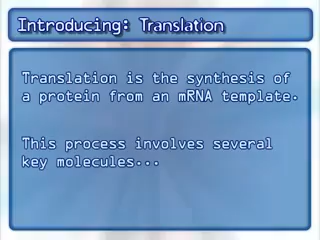 Introducing: Translation
Translation is the synthesis of
a protein from an mRNA template.
This process involves several
key molecules...